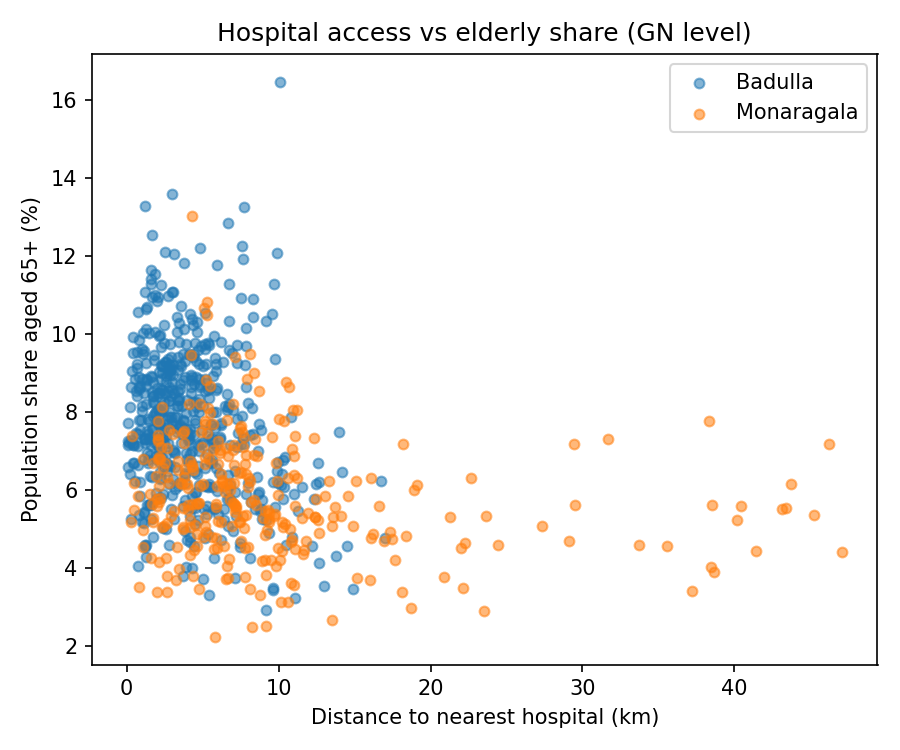 Hospital access vs elderly share (GN level)
Badulla
Monaragala
Population share aged 65+ (%)
16
14
12
10
8
6
4
2
0
10
20
30
40
Distance to nearest hospital (km)